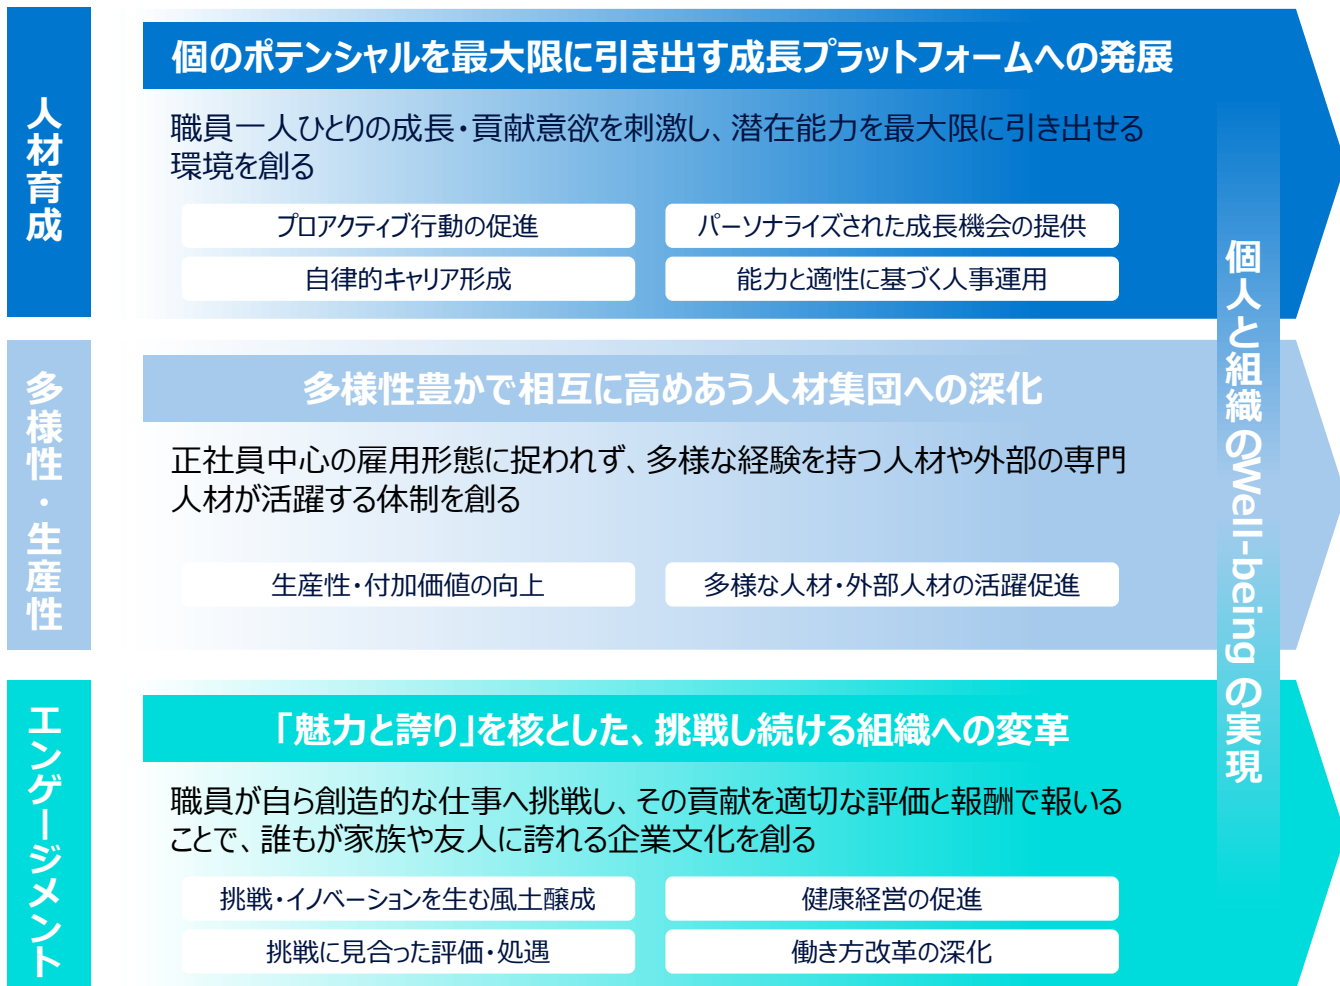 人材育成
個のポテンシャルを最大限に引き出す成長プラットフォームへの発展
職員一人ひとりの成長・貢献意欲を刺激し、潜在能力を最大限に引き出せる
環境を創る
プロアクティブ行動の促進
パーソナライズされた成長機会の提供
自律的キャリア形成
能力と適性に基づく人事運用
多様性・生産性
多様性豊かで相互に高めあう人材集団への深化
正社員中心の雇用形態に捉われず、多様な経験を持つ人材や外部の専門
人材が活躍する体制を創る
生産性・付加価値の向上
多様な人材・外部人材の活躍促進
エンゲージメント
「魅力と誇り」を核とした、挑戦し続ける組織への変革
職員が自ら創造的な仕事へ挑戦し、その貢献を適切な評価と報酬で報いる
ことで、誰もが家族や友人に誇れる企業文化を創る
挑戦・イノベーションを生む風土醸成
健康経営の促進
挑戦に見合った評価・処遇
働き方改革の深化
個人と組織のWell-beingの実現